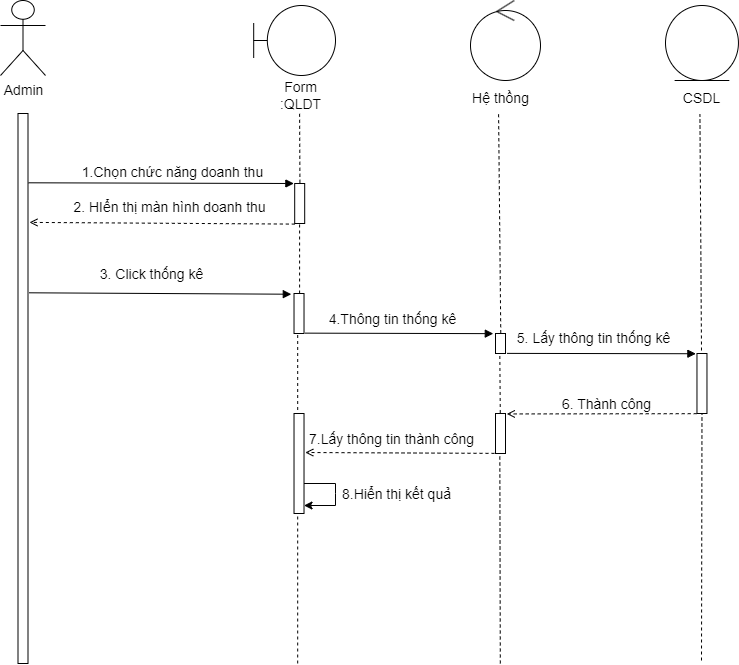 Admin
Form
:QLDT
Hệ thồng
CSDL
1.Chọn chức năng doanh thu
2. HIển thị màn hình doanh thu
3. Click thống kê
4.Thông tin thống kê
5. Lấy thông tin thống kê
6. Thành công
7.Lấy thông tin thành công
8.Hiển thị kết quả